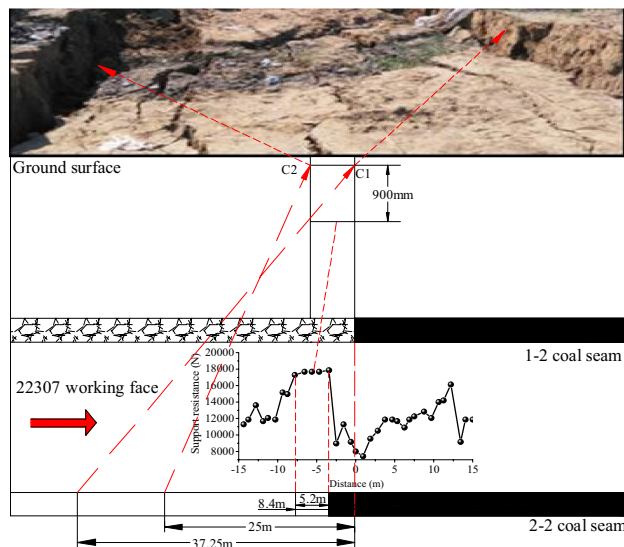 Ground surface
C2
C1
900mm
1-2 coal seam
22307 working face
Support resistance (N)
20000
18000
16000
14000
12000
10000
8000
-15
-10
-5
0
5
10
15
Distance (m)
8.4m
5.2m
25m
2-2 coal seam
37.25m